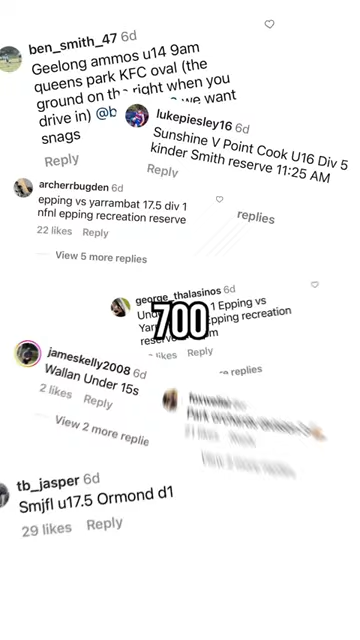 ben_smith_47 6d
Geelong ammos u14 9am
queens park KFC oval (the
ground on the right when you
drive in) @b we want
snags
Reply
lukepiesley16 6d
Sunshine V Point Cook U16 Div 5
kinder Smith reserve 11:25 AM
Reply
archerrbugden 6d
epping vs yarrambat 17.5 div 1
nfnl epping recreation reserve
22 likes Reply
replies
View 5 more replies
george_thalasinos 6d
1 Epping vs
Epping recreation
700
likes Reply
replies
jameskelly2008 6d
Wallan Under 15s
2 likes Reply
View 2 more replie
tb_jasper 6d
Smjfl u17.5 Ormond d1
29 likes Reply